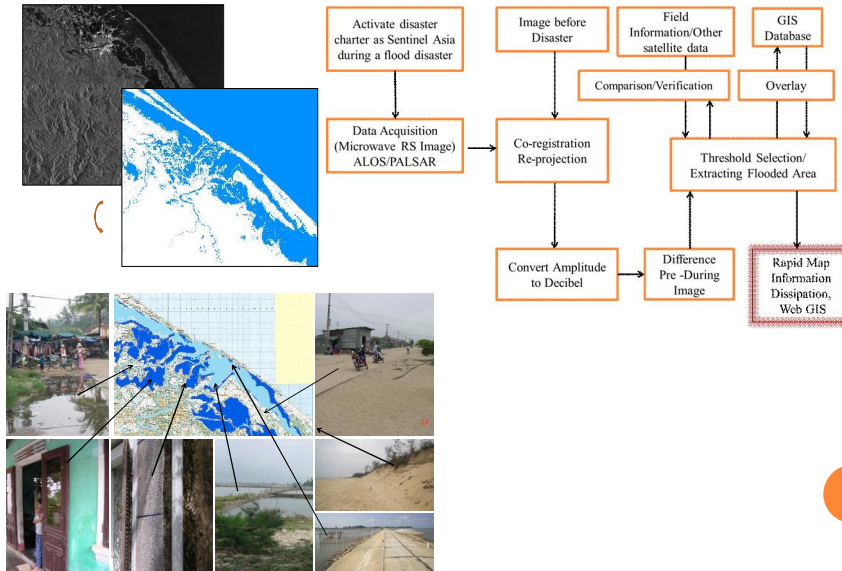 Activate disaster
charter as Sentinel Asia
during a flood disaster
Image before
Disaster
Field
Information/Other
satellite data
GIS
Database
Comparison/Verification
Overlay
Data Acquisition
(Microwave RS Image)
ALOS/PALSAR
Co-registration
Re-projection
Threshold Selection/
Extracting Flooded Area
Convert Amplitude
to Decibel
Difference
Pre -During
Image
Rapid Map
Information
Dissipation,
Web GIS